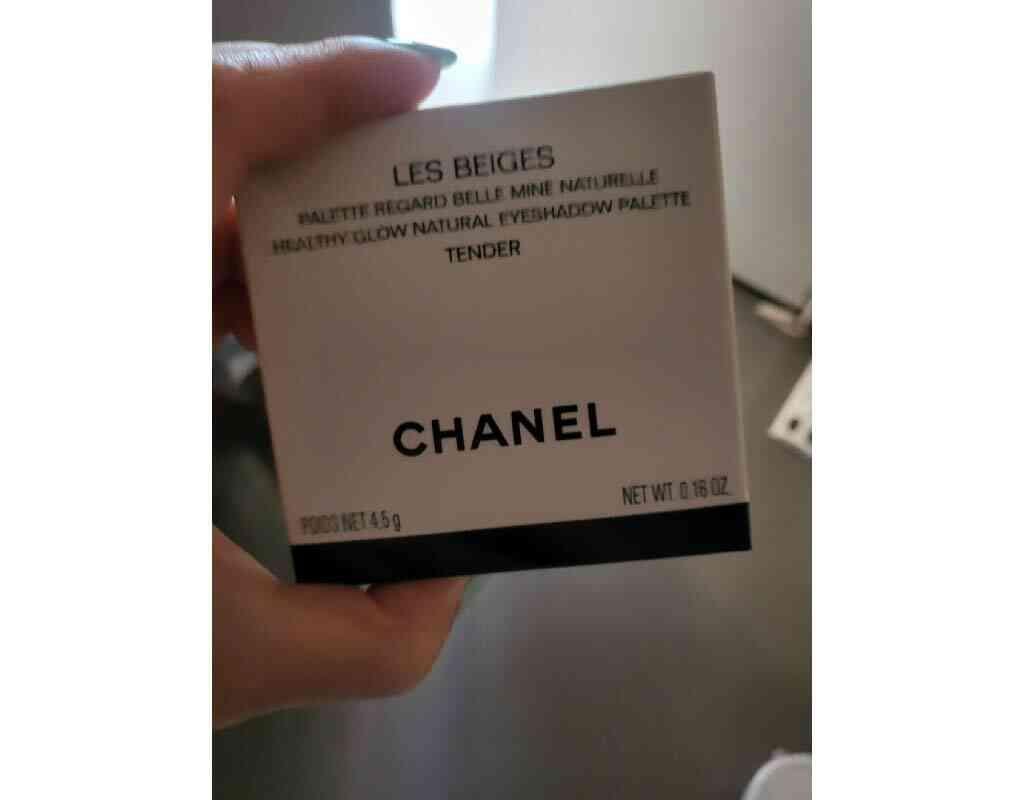 LES BEIGES
PALETTE REGARD BELLE MINE NATURELLE
HEALTHY GLOW NATURAL EYESHADOW PALETTE
TENDER
CHANEL
POIDS NET 4,5 g
NET WT. 0.16 OZ.